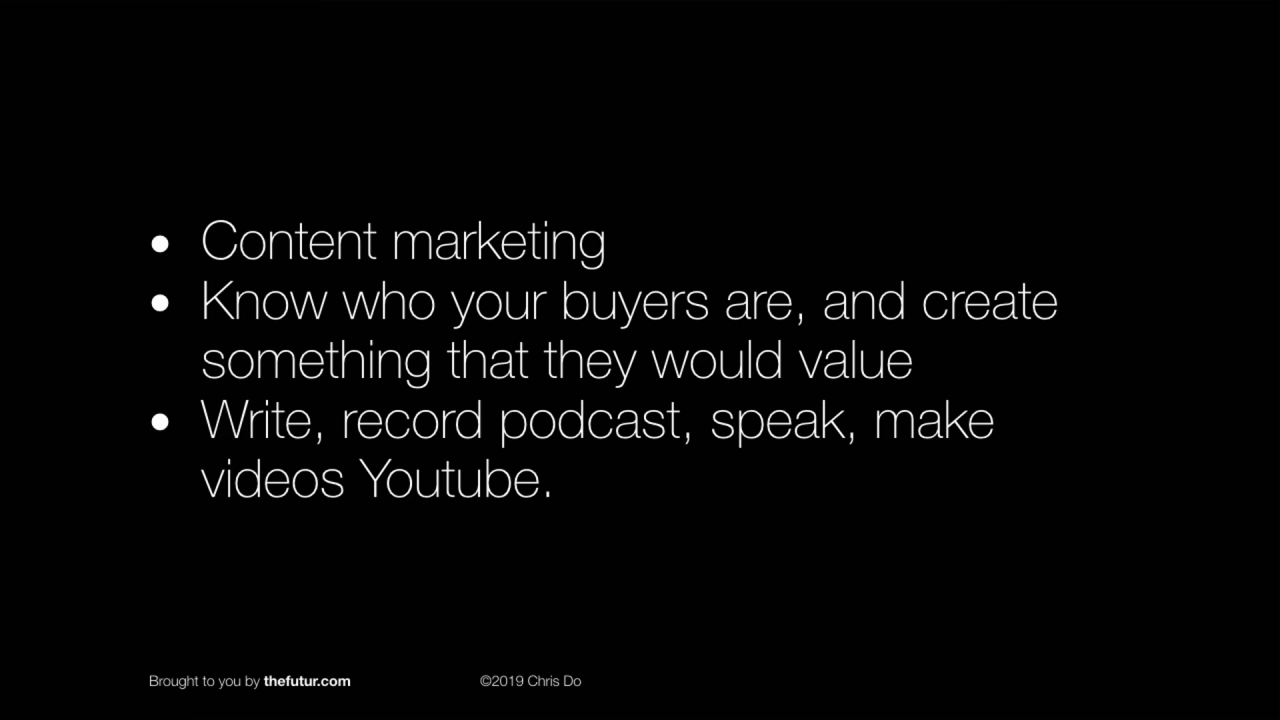 • Content marketing
• Know who your buyers are, and create
something that they would value
• Write, record podcast, speak, make
videos Youtube.
Brought to you by thefutur.com
©2019 Chris Do